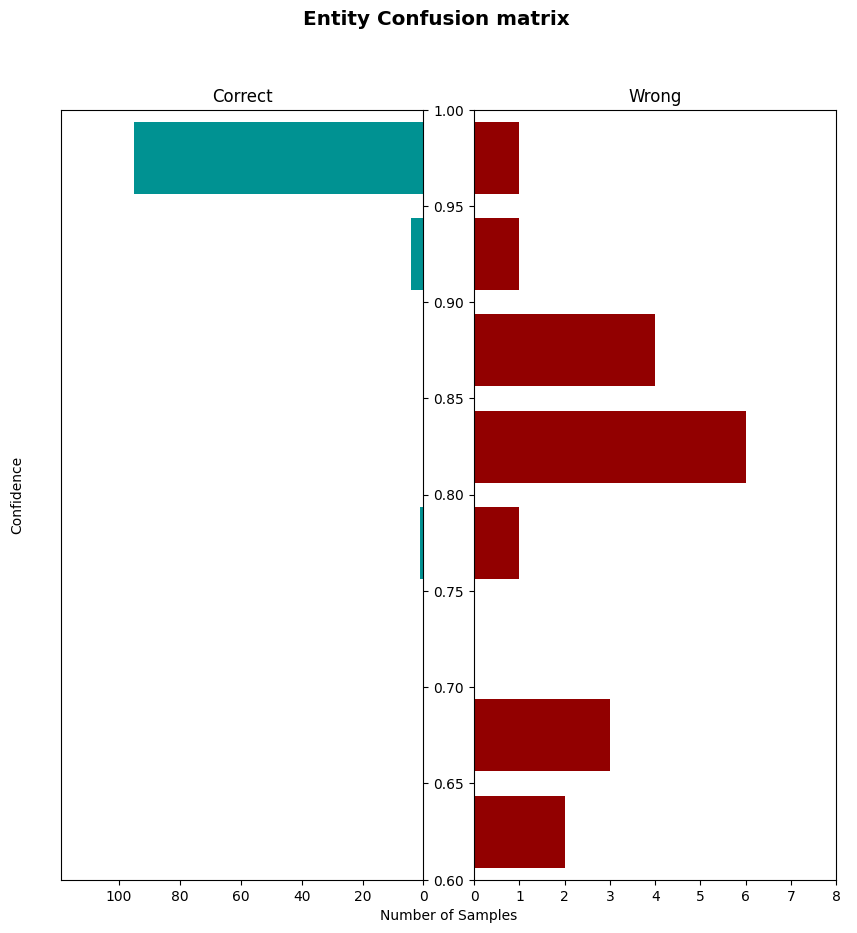 Entity Confusion matrix
Correct
Wrong
1.00
0.95
0.90
0.85
0.80
0.75
0.70
0.65
0.60
Confidence
100 80 60 40 20 0
0 1 2 3 4 5 6 7 8
Number of Samples